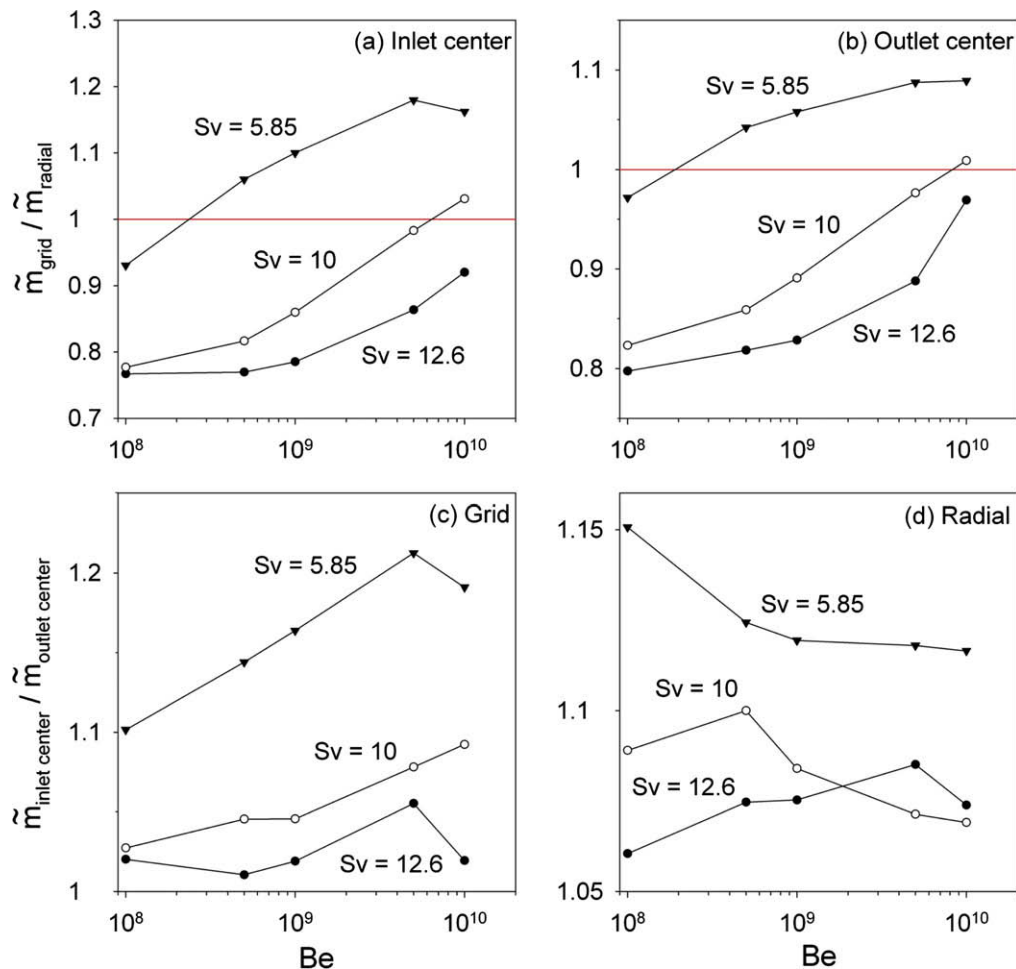 (a) Inlet center
1.3
1.2
1.1
1
0.9
0.8
0.7
Sv = 5.85
Sv = 10
Sv = 12.6
10⁸
10⁹
10¹⁰
m̃grid / m̃radial
(b) Outlet center
1.1
1
0.9
0.8
Sv = 5.85
Sv = 10
Sv = 12.6
10⁸
10⁹
10¹⁰
(c) Grid
1.2
1.1
1
Sv = 5.85
Sv = 10
Sv = 12.6
10⁸
10⁹
10¹⁰
Be
m̃inlet center / m̃outlet center
(d) Radial
1.15
1.1
1.05
Sv = 5.85
Sv = 10
Sv = 12.6
10⁸
10⁹
10¹⁰
Be